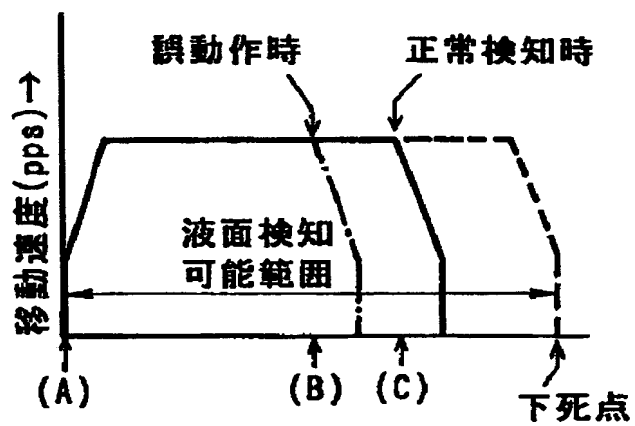 誤動作時
正常検知時
移動速度(pps)→
液面検知
可能範囲
(A)
(B)
(C)
下死点